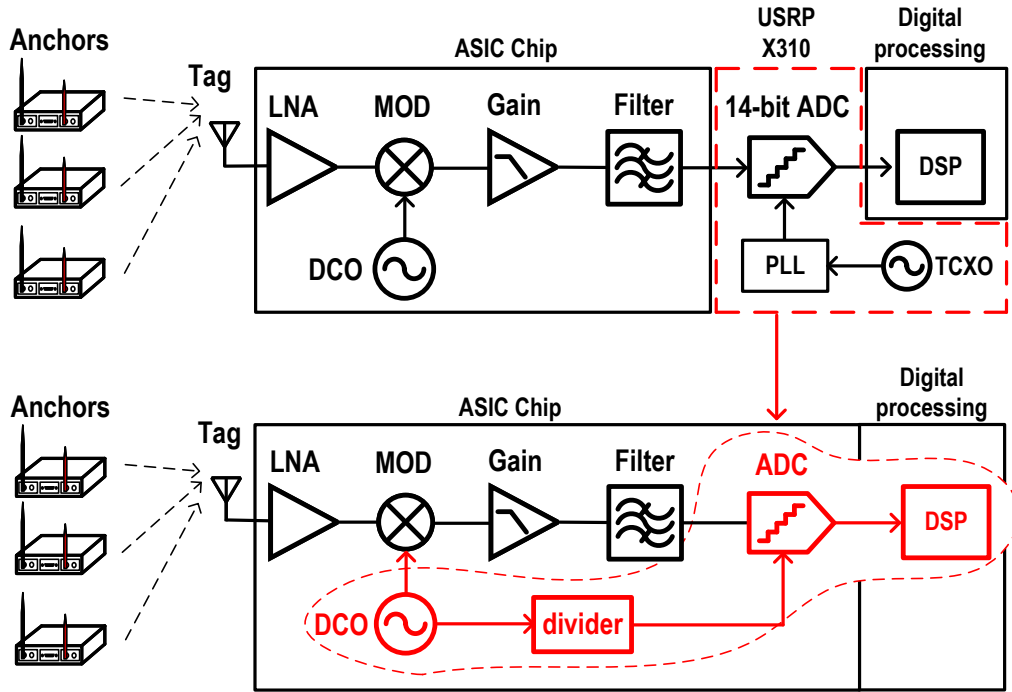 USRP
X310
Digital
processing
ASIC Chip
Anchors
Tag
LNA
MOD
Gain
Filter
14-bit ADC
DSP
DCO
PLL
TCXO
Digital
processing
ASIC Chip
Anchors
Tag
LNA
MOD
Gain
Filter
ADC
DSP
DCO
divider